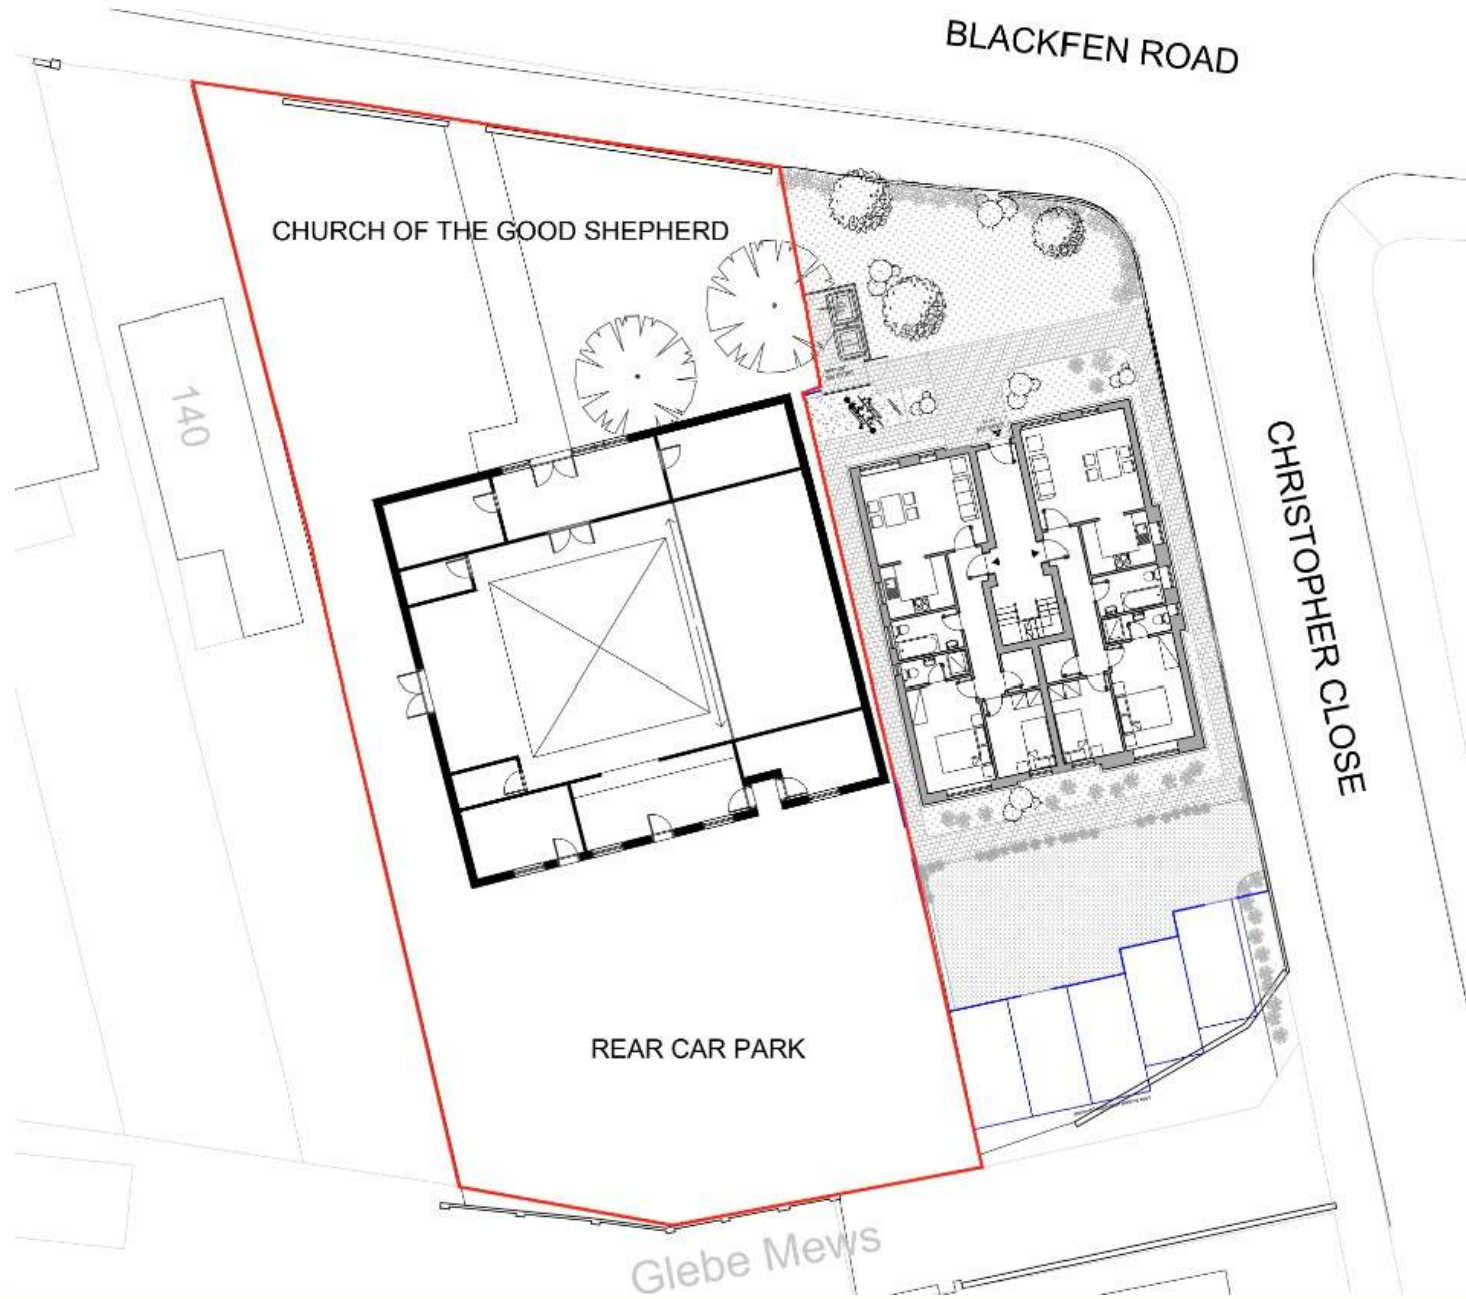 BLACKFEN ROAD
CHURCH OF THE GOOD SHEPHERD
140
CHRISTOPHER CLOSE
REAR CAR PARK
Glebe Mews